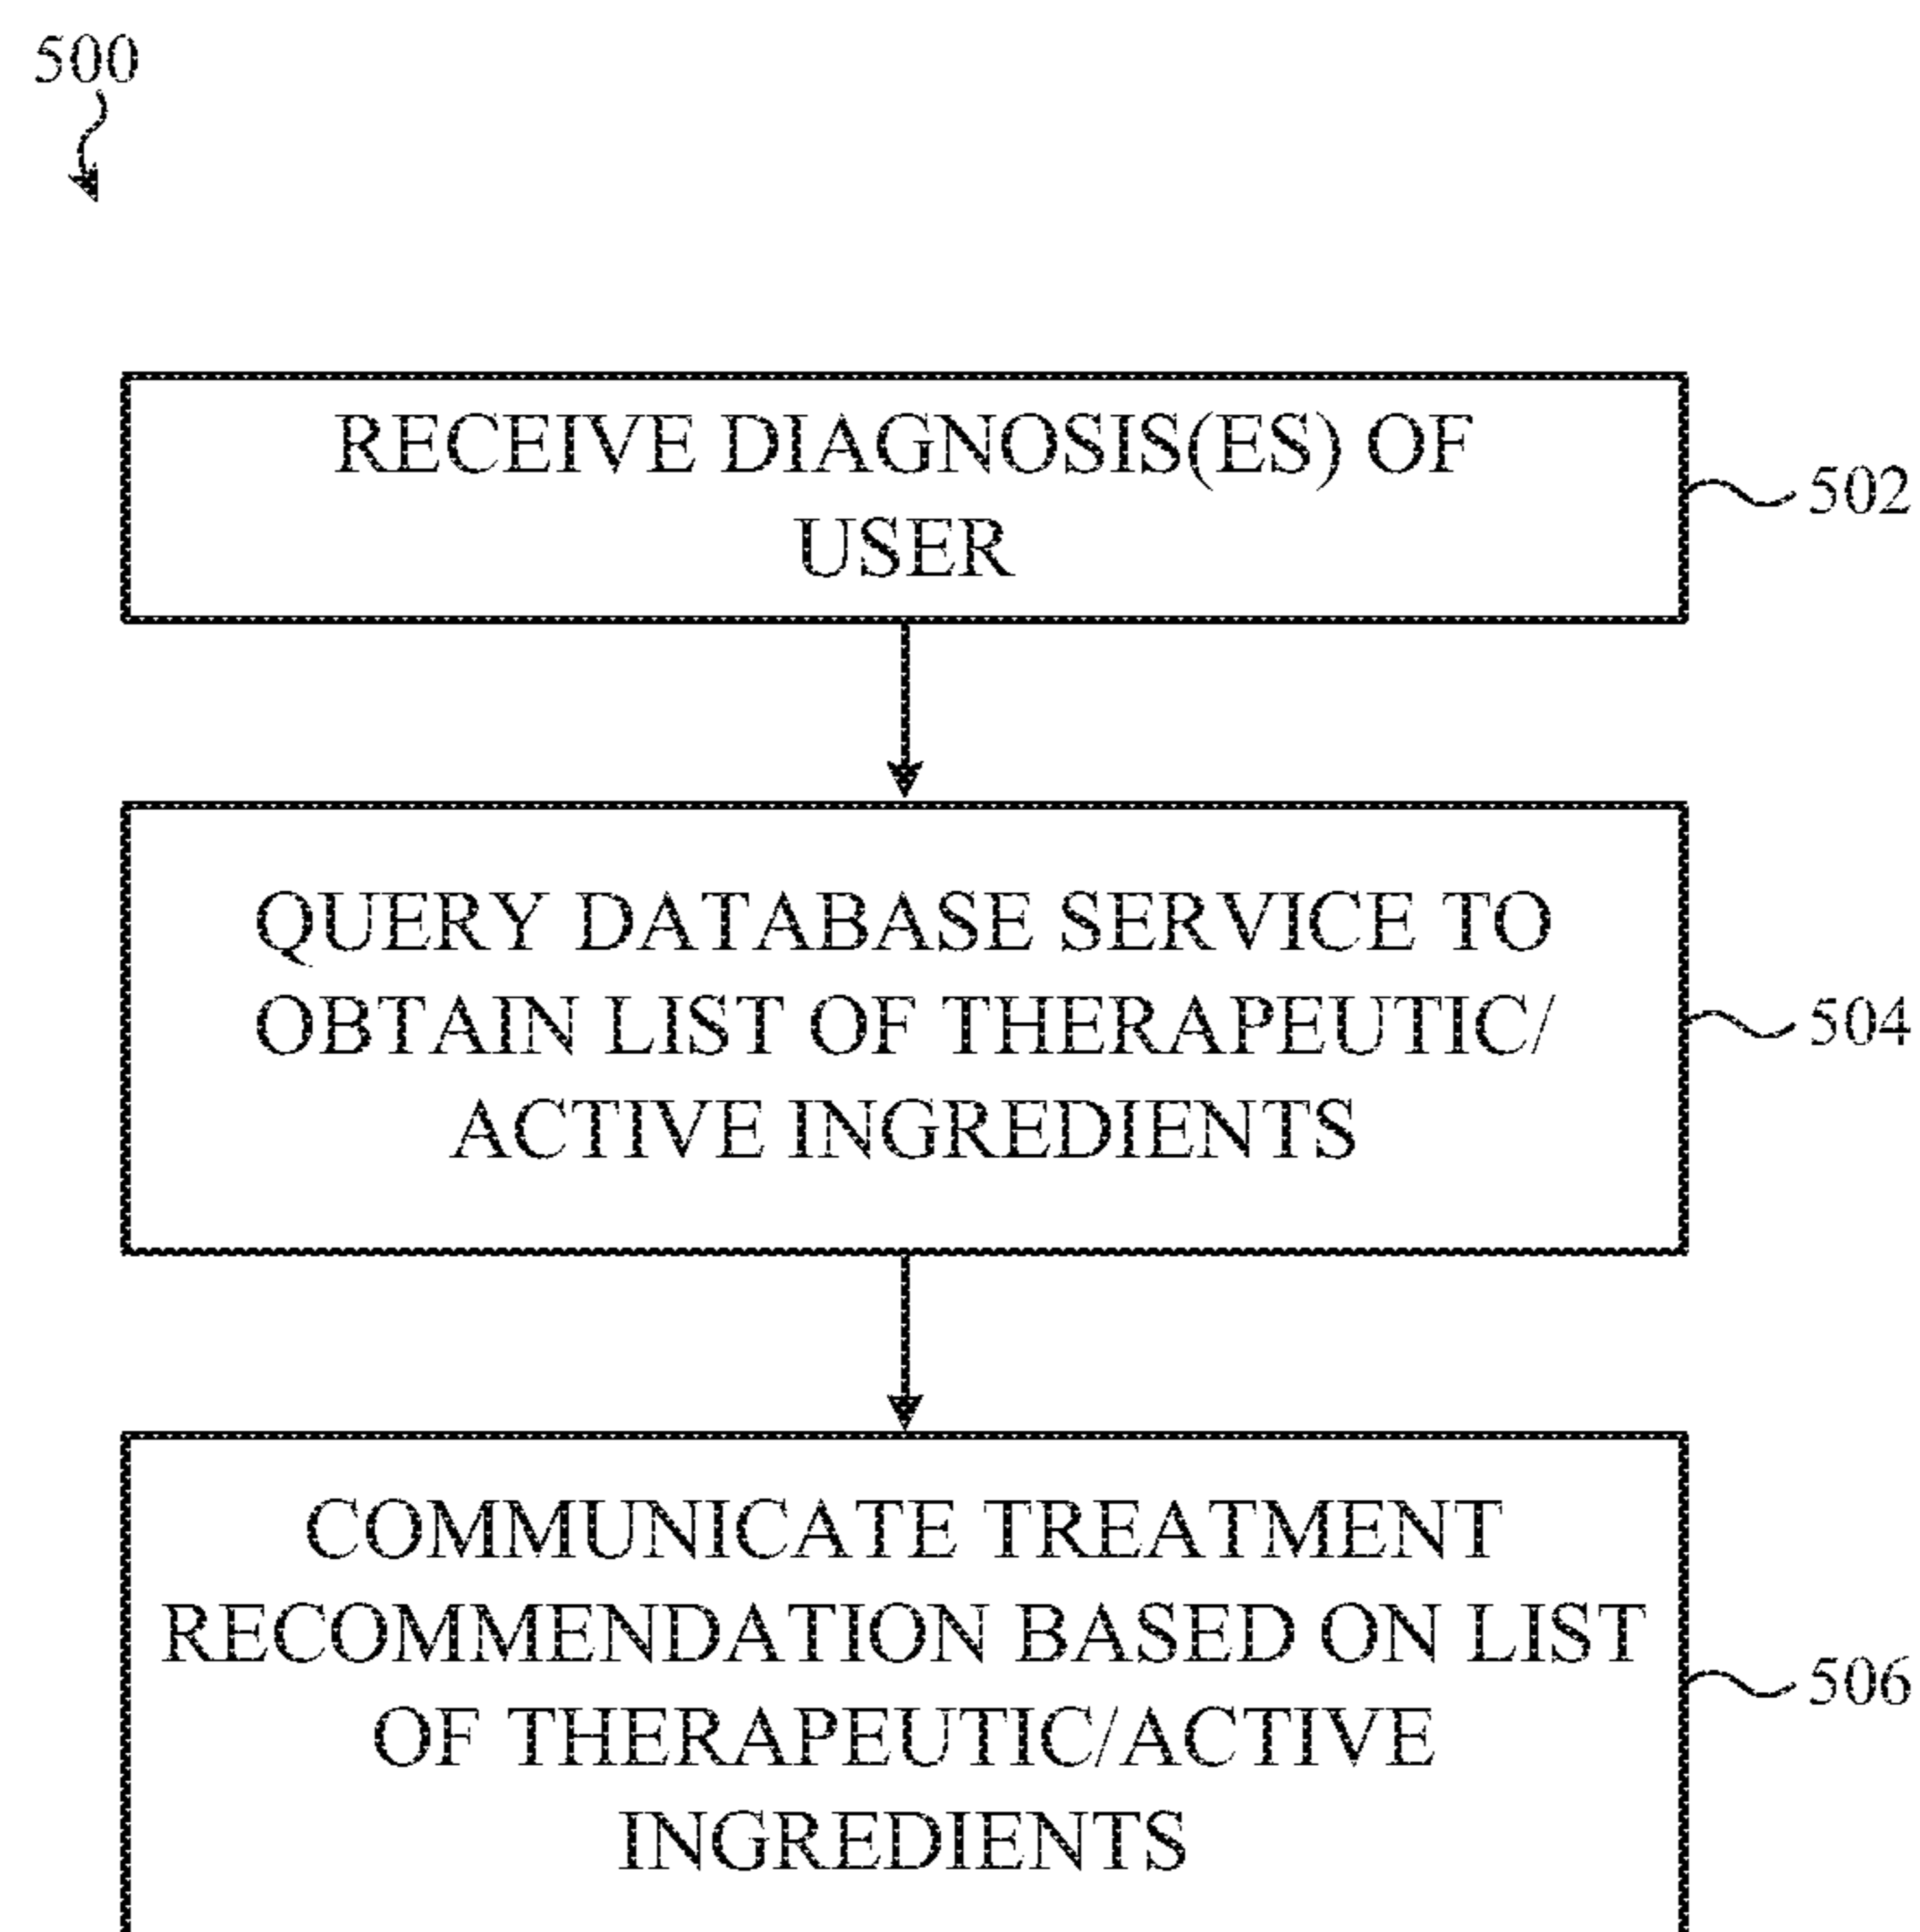 500
RECEIVE DIAGNOSIS(ES) OF
USER
502
QUERY DATABASE SERVICE TO
OBTAIN LIST OF THERAPEUTIC/
ACTIVE INGREDIENTS
504
COMMUNICATE TREATMENT
RECOMMENDATION BASED ON LIST
OF THERAPEUTIC/ACTIVE
INGREDIENTS
506